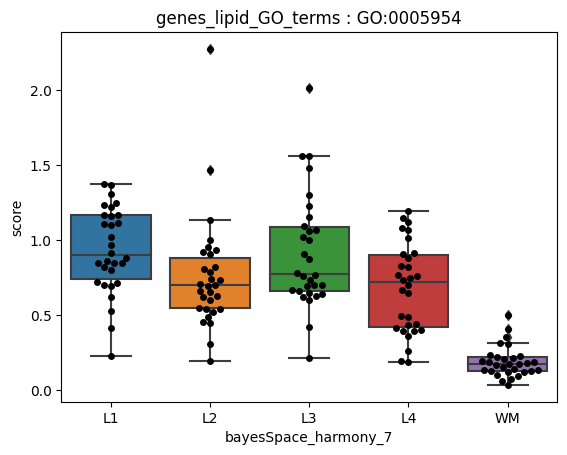 genes_lipid_GO_terms : GO:0005954
score
2.0
1.5
1.0
0.5
0.0
L1 L2 L3 L4 WM
bayesSpace_harmony_7